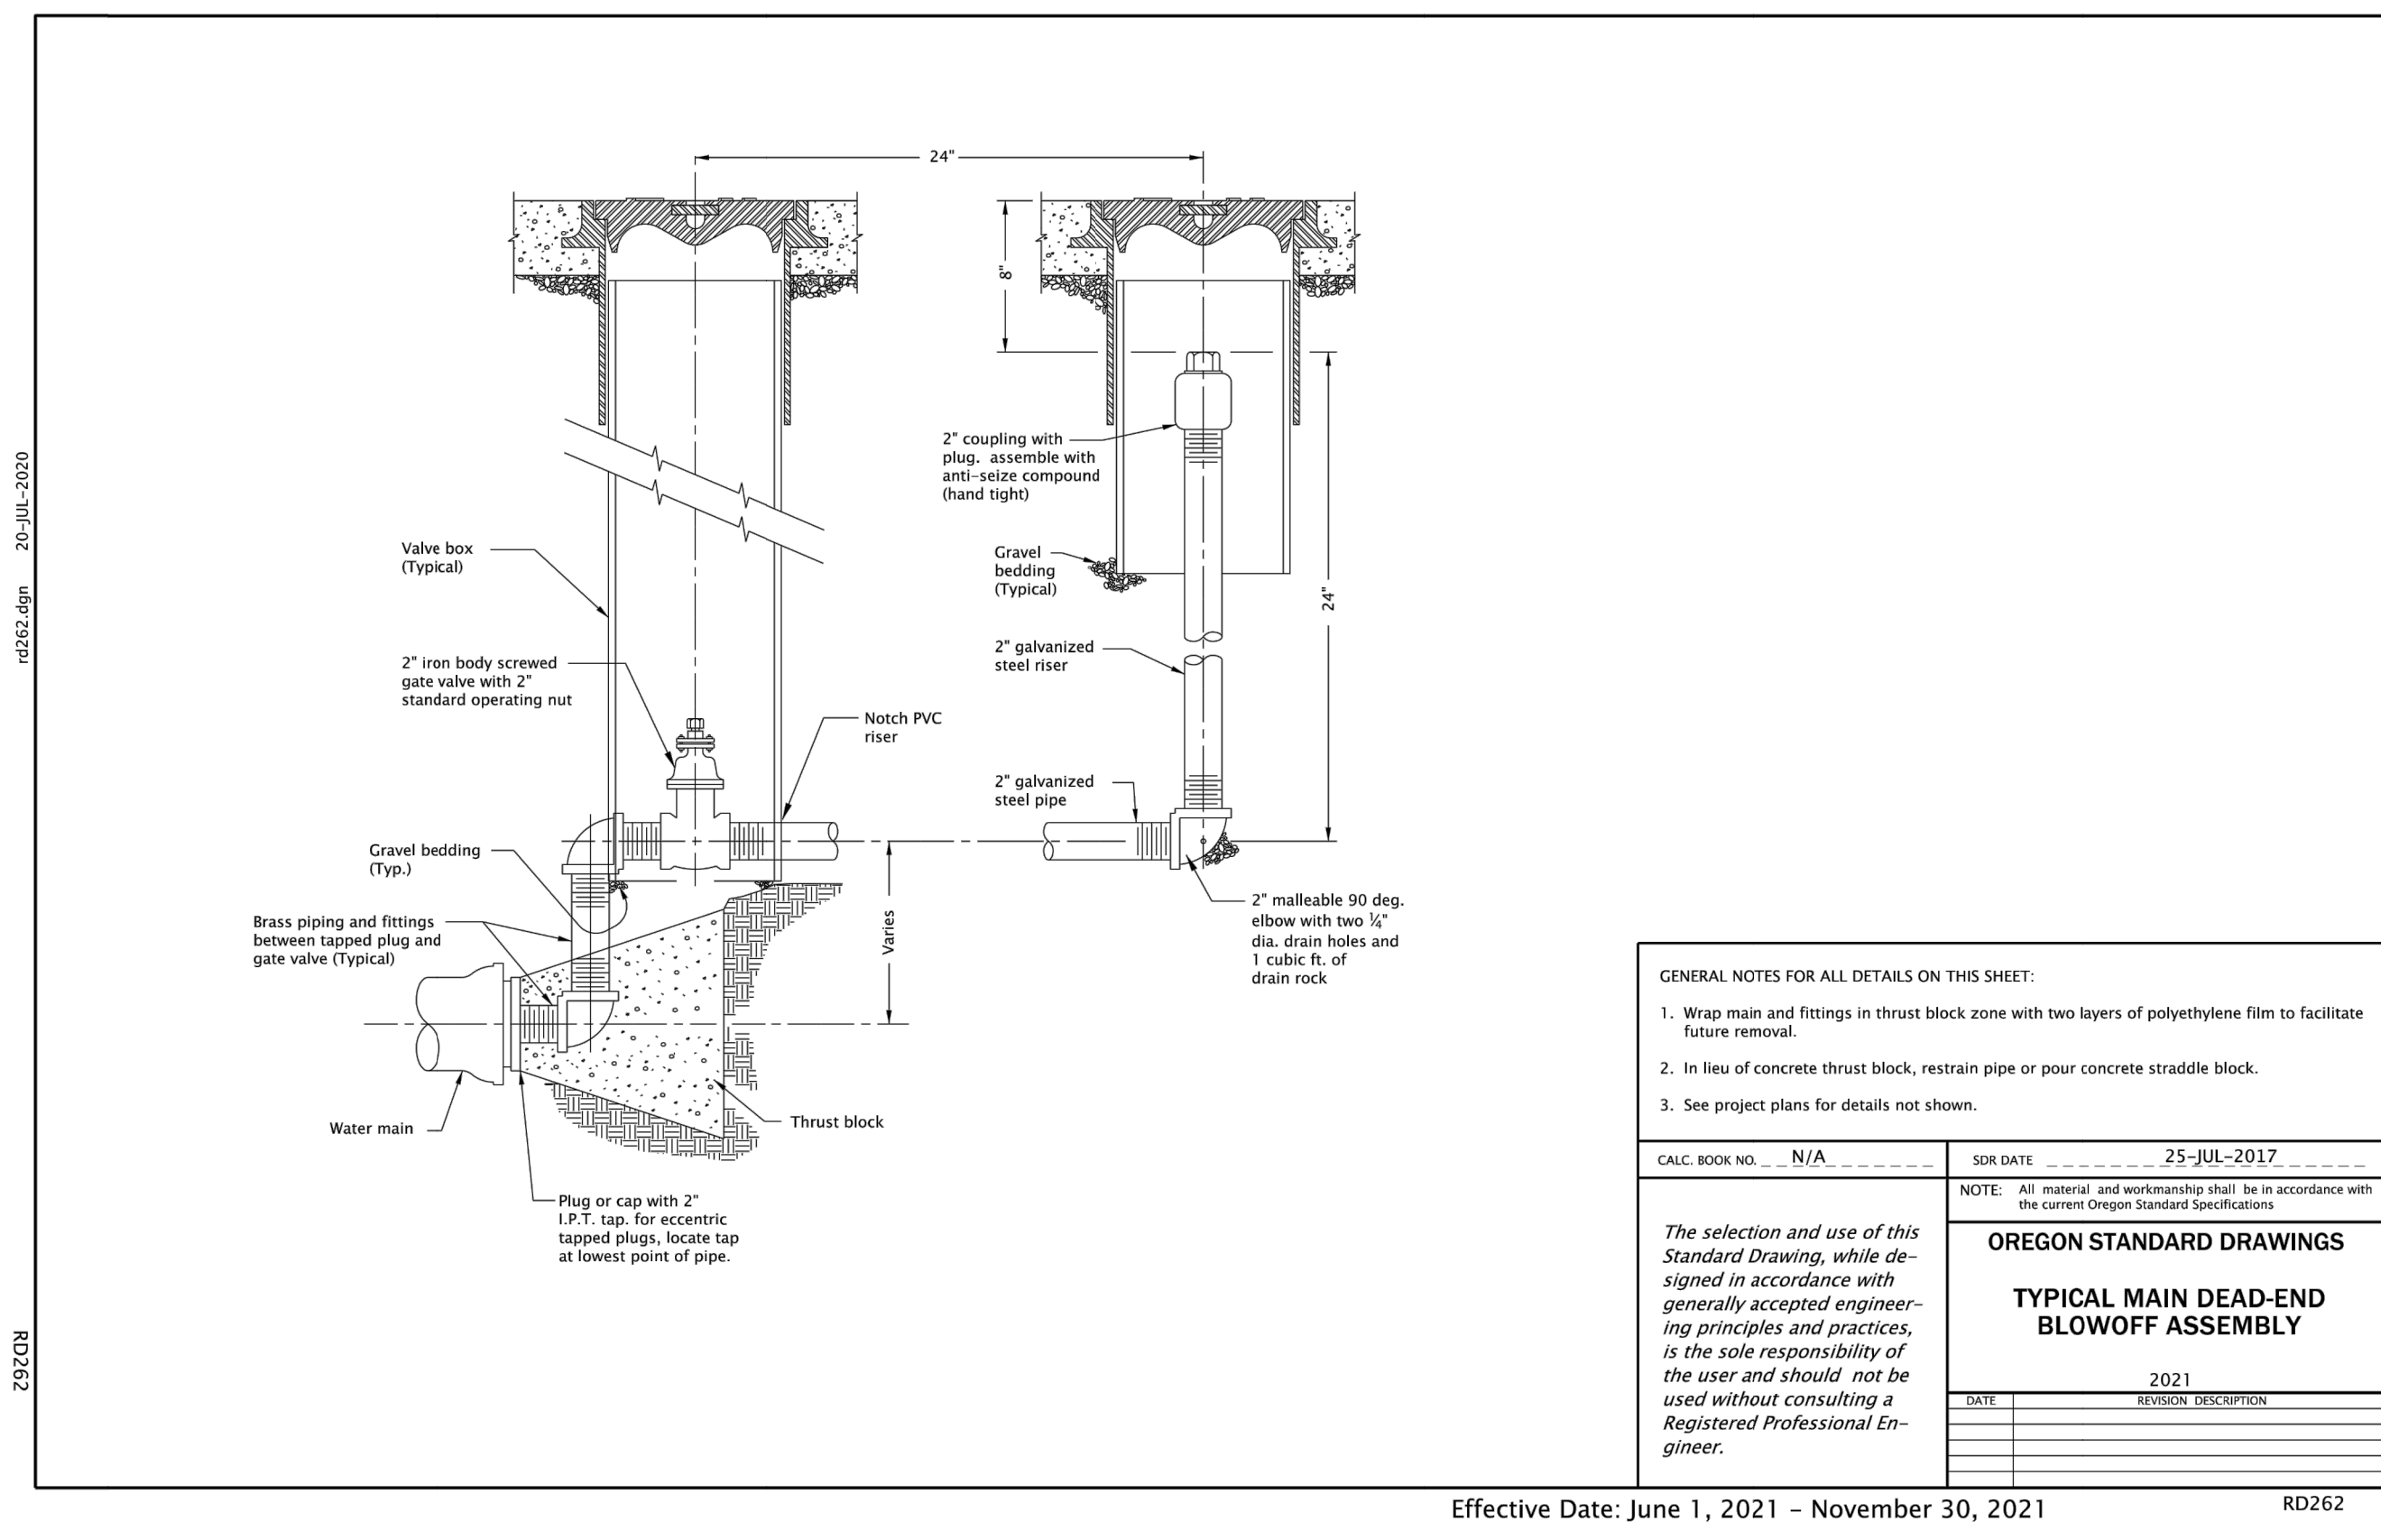 24"
8"
2" coupling with
plug.  assemble with
anti-seize compound
(hand tight)
Valve box
(Typical)
Gravel
bedding
(Typical)
24"
2" iron body screwed
gate valve with 2"
standard operating nut
2" galvanized
steel riser
Notch PVC
riser
2" galvanized
steel pipe
Gravel bedding
(Typ.)
Brass piping and fittings
between tapped plug and
gate valve (Typical)
Varies
2" malleable 90 deg.
elbow with two ¼"
dia. drain holes and
1 cubic ft. of
drain rock
Water main
Thrust block
Plug or cap with 2"
I.P.T. tap. for eccentric
tapped plugs, locate tap
at lowest point of pipe.
rd262.dgn 20-JUL-2020
RD262
GENERAL NOTES FOR ALL DETAILS ON THIS SHEET:
1. Wrap main and fittings in thrust block zone with two layers of polyethylene film to facilitate
future removal.
2. In lieu of concrete thrust block, restrain pipe or pour concrete straddle block.
3. See project plans for details not shown.
CALC. BOOK NO. N/A
SDR DATE 25-JUL-2017
NOTE: All material and workmanship shall be in accordance with
the current Oregon Standard Specifications
The selection and use of this
Standard Drawing, while de-
signed in accordance with
generally accepted engineer-
ing principles and practices,
is the sole responsibility of
the user and should not be
used without consulting a
Registered Professional En-
gineer.
OREGON STANDARD DRAWINGS
TYPICAL MAIN DEAD-END
BLOWOFF ASSEMBLY
2021
DATE REVISION DESCRIPTION
Effective Date: June 1, 2021 - November 30, 2021
RD262